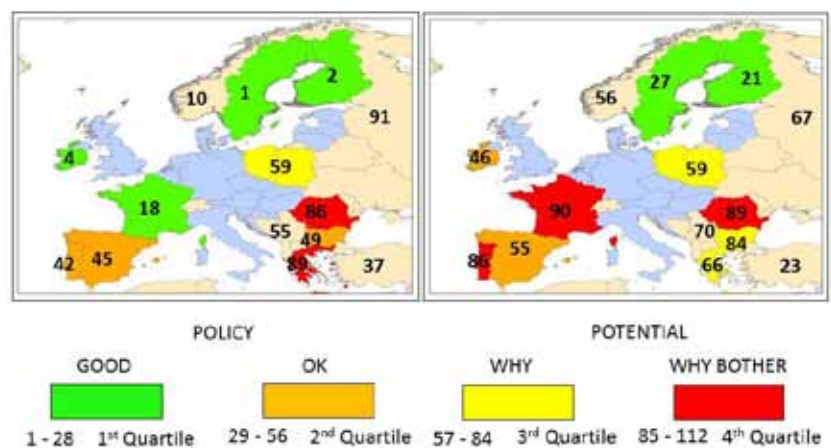 10
1
2
91
4
59
18
86
55
49
42
45
89
37
56
27
21
67
46
59
90
89
70
55
84
86
66
23
POLICY
POTENTIAL
GOOD
OK
WHY
WHY BOTHER
1 - 28 1st Quartile
29 - 56 2nd Quartile
57 - 84 3rd Quartile
85 - 112 4th Quartile